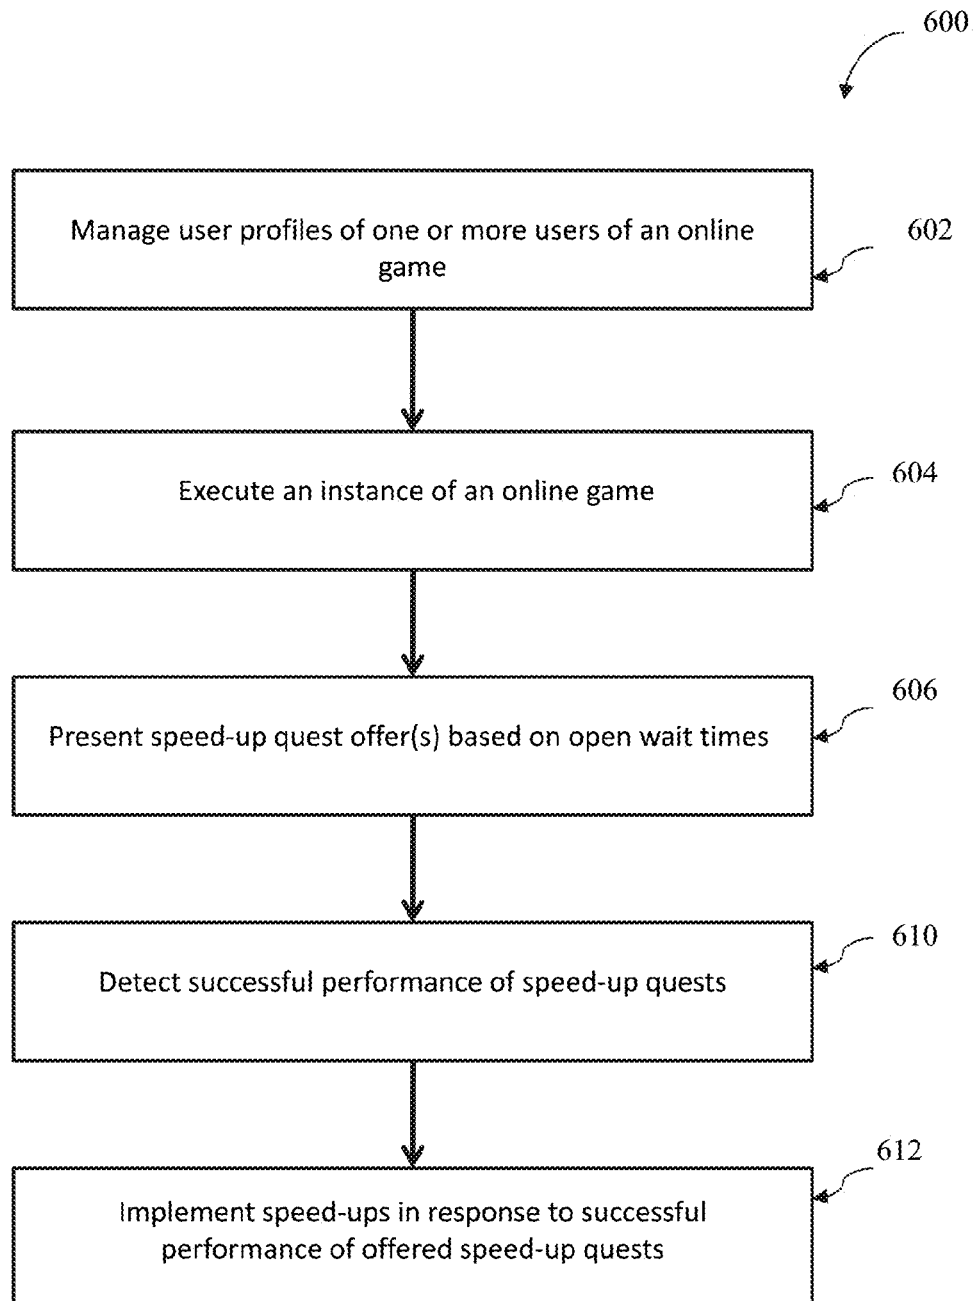 600
Manage user profiles of one or more users of an online
game
602
Execute an instance of an online game
604
Present speed-up quest offer(s) based on open wait times
606
Detect successful performance of speed-up quests
610
Implement speed-ups in response to successful
performance of offered speed-up quests
612